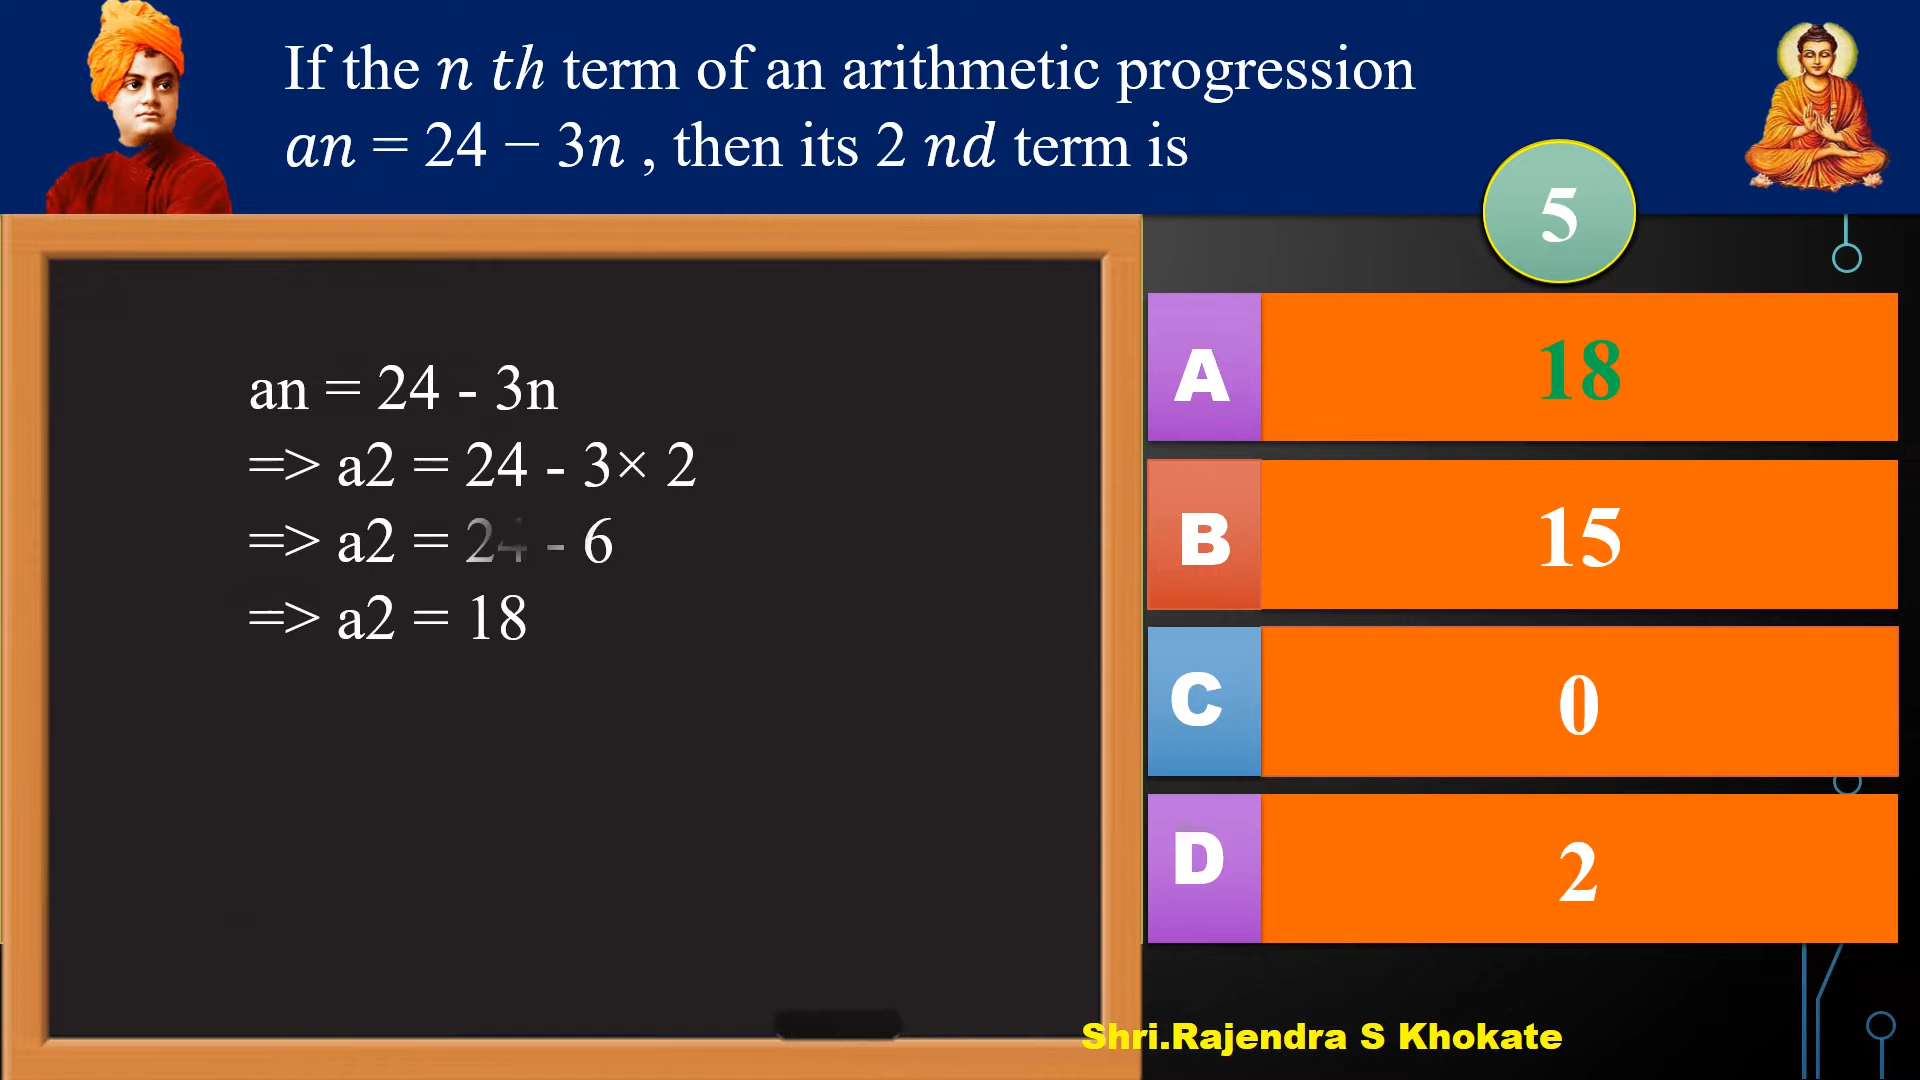 If the n th term of an arithmetic progression
an = 24 − 3n , then its 2 nd term is
5
an = 24 - 3n
=> a2 = 24 - 3× 2
=> a2 = 24 - 6
=> a2 = 18
A 18
B 15
C 0
D 2
Shri.Rajendra S Khokate